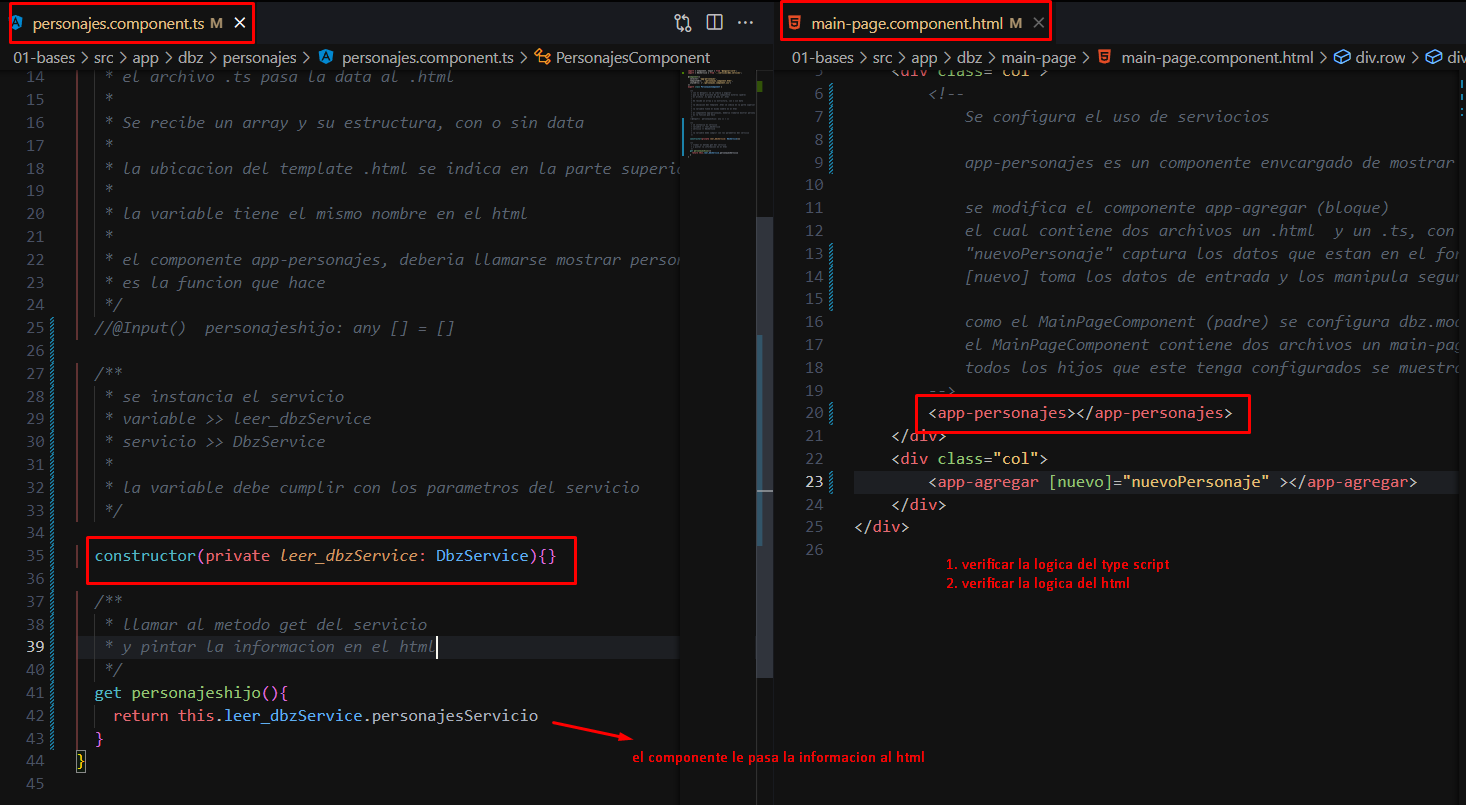 personajes.component.ts M
01-bases > src > app > dbz > personajes > personajes.component.ts > PersonajesComponent
14 * el archivo .ts pasa la data al .html
15 *
16 * Se recibe un array y su estructura, con o sin data
17 *
18 * la ubicacion del template .html se indica en la parte superio
19 *
20 * la variable tiene el mismo nombre en el html
21 *
22 * el componente app-personajes, deberia llamarse mostrar person
23 * es la funcion que hace
24 */
25 //@Input()  personajeshijo: any [] = []
26
27 /**
28 * se instancia el servicio
29 * variable >> leer_dbzService
30 * servicio >> DbzService
31 *
32 * la variable debe cumplir con los parametros del servicio
33 */
34
35 constructor(private leer_dbzService: DbzService){}
36
37 /**
38 * llamar al metodo get del servicio
39 * y pintar la informacion en el html
40 */
41 get personajeshijo(){
42 return this.leer_dbzService.personajesServicio
43 }
44 }
45
el componente le pasa la informacion al html
main-page.component.html M
01-bases > src > app > dbz > main-page > main-page.component.html > div.row > div
5 <div class="col">
6 <!--
7 Se configura el uso de serviocios
8
9 app-personajes es un componente envcargado de mostrar
10
11 se modifica el componente app-agregar (bloque)
12 el cual contiene dos archivos un .html  y un .ts, con
13 "nuevoPersonaje" captura los datos que estan en el for
14 [nuevo] toma los datos de entrada y los manipula segun
15
16 como el MainPageComponent (padre) se configura dbz.mod
17 el MainPageComponent contiene dos archivos un main-pag
18 todos los hijos que este tenga configurados se muestra
19 -->
20 <app-personajes></app-personajes>
21 </div>
22 <div class="col">
23 <app-agregar [nuevo]="nuevoPersonaje" ></app-agregar>
24 </div>
25 </div>
26
1. verificar la logica del type script
2. verificar la logica del html